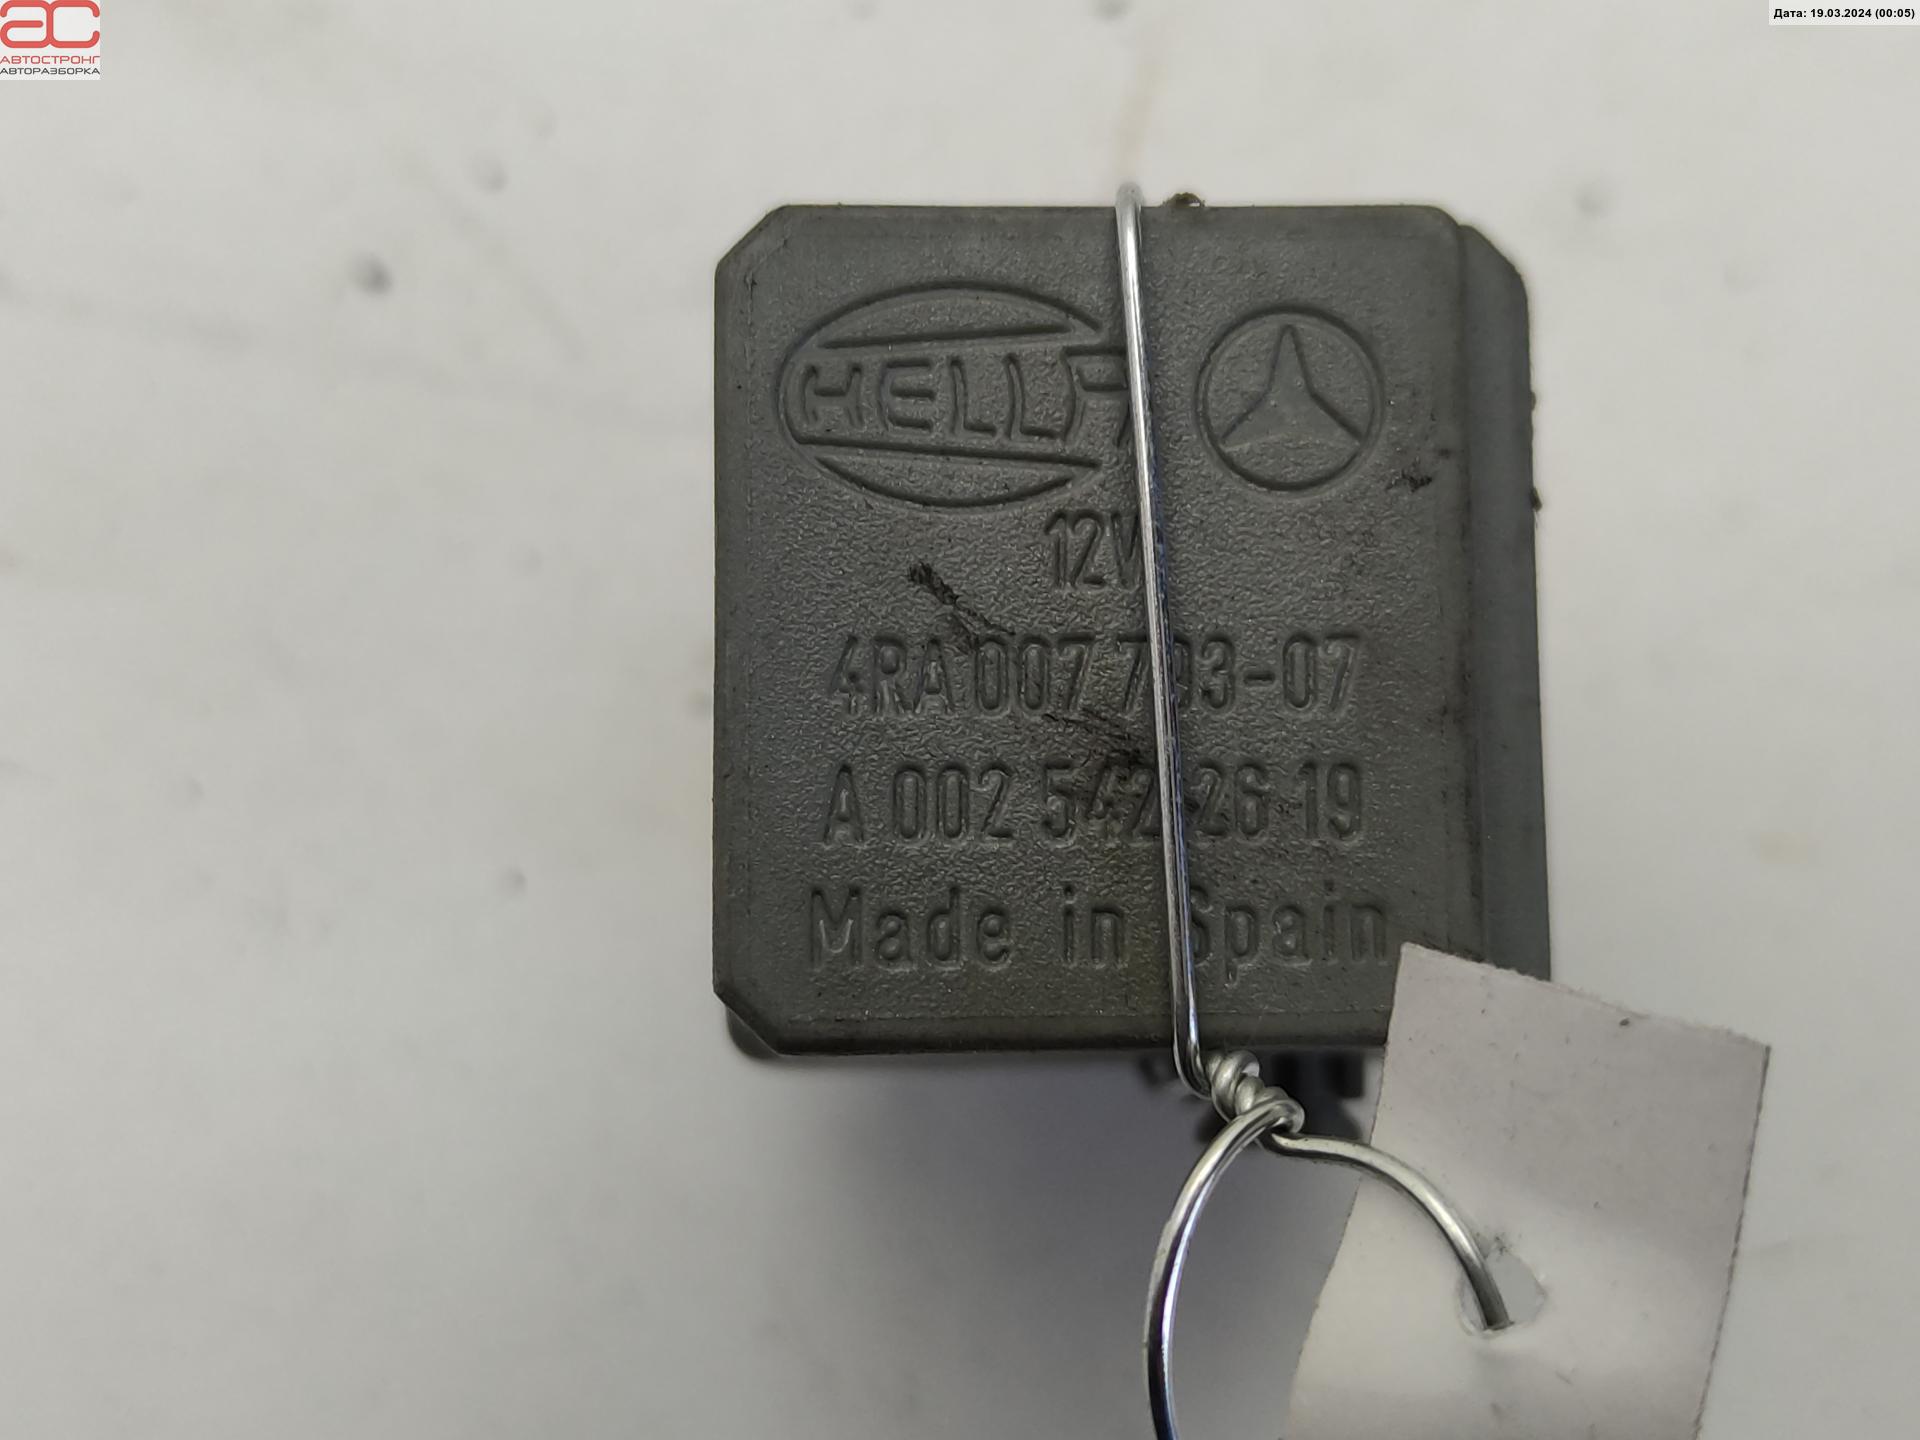 АВТОСТРОНГ
АВТОРАЗБОРКА
Дата: 19.03.2024 (00:05)
HELLA
12V
4RA 007 793-07
A 002 542 26 19
Made in Spain